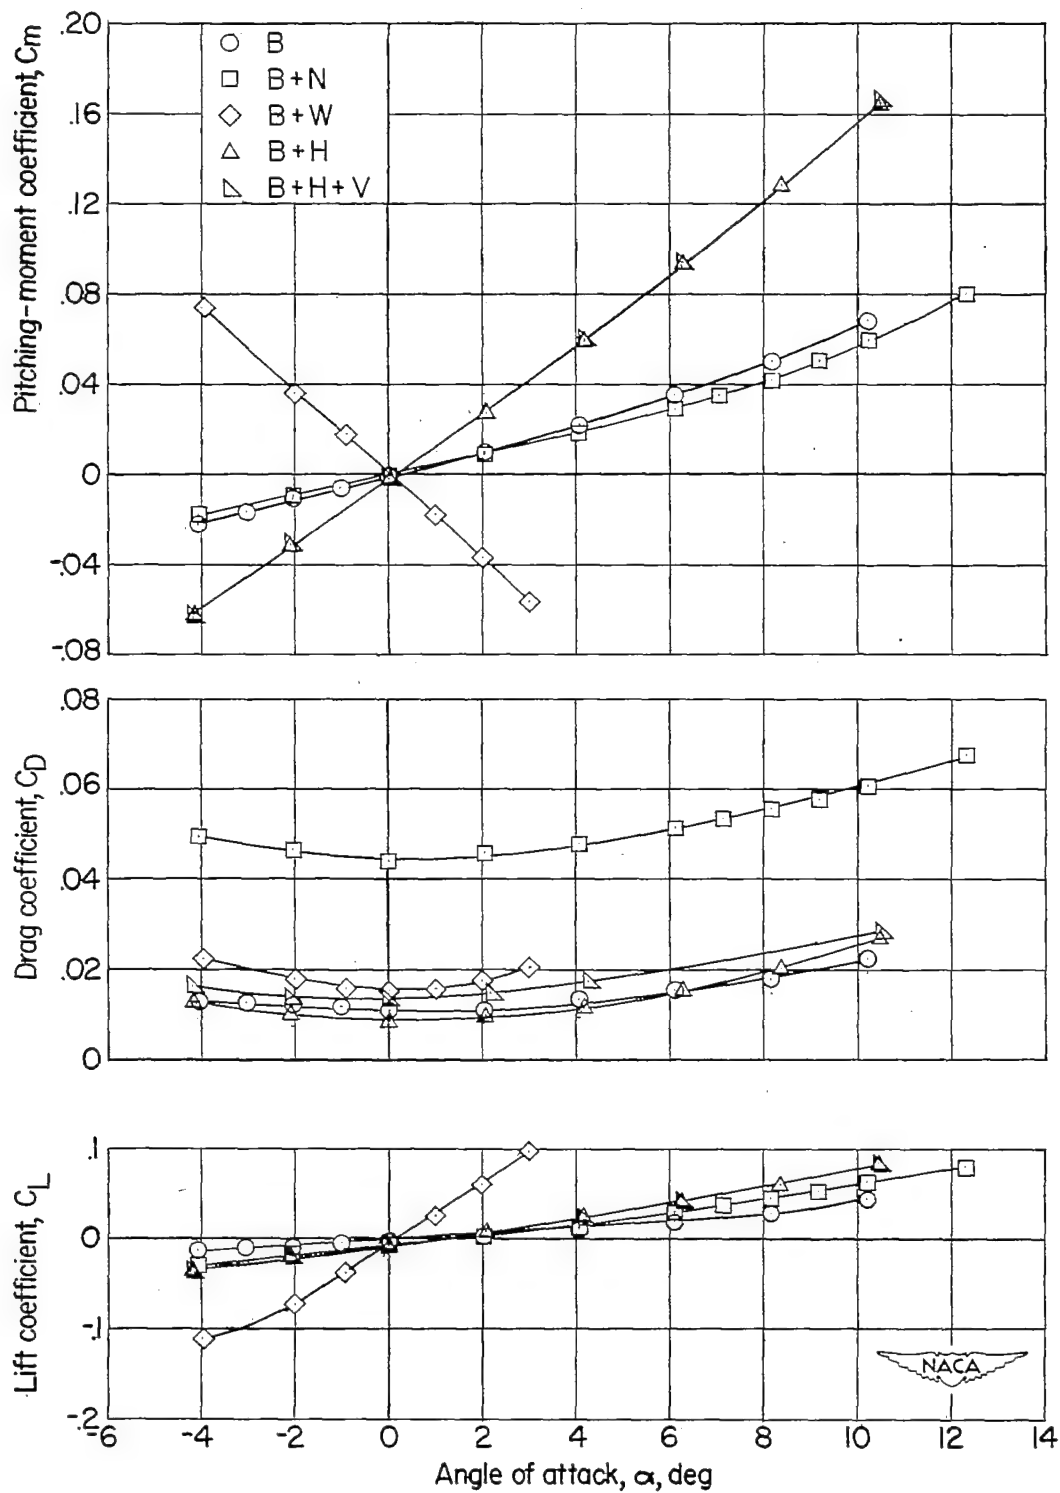 Pitching-moment coefficient, Cm
.20
.16
.12
.08
.04
0
-.04
-.08
B
B+N
B+W
B+H
B+H+V
Drag coefficient, CD
.08
.06
.04
.02
0
Lift coefficient, CL
.1
0
-.1
-.2
NACA
-6 -4 -2 0 2 4 6 8 10 12 14
Angle of attack, α, deg